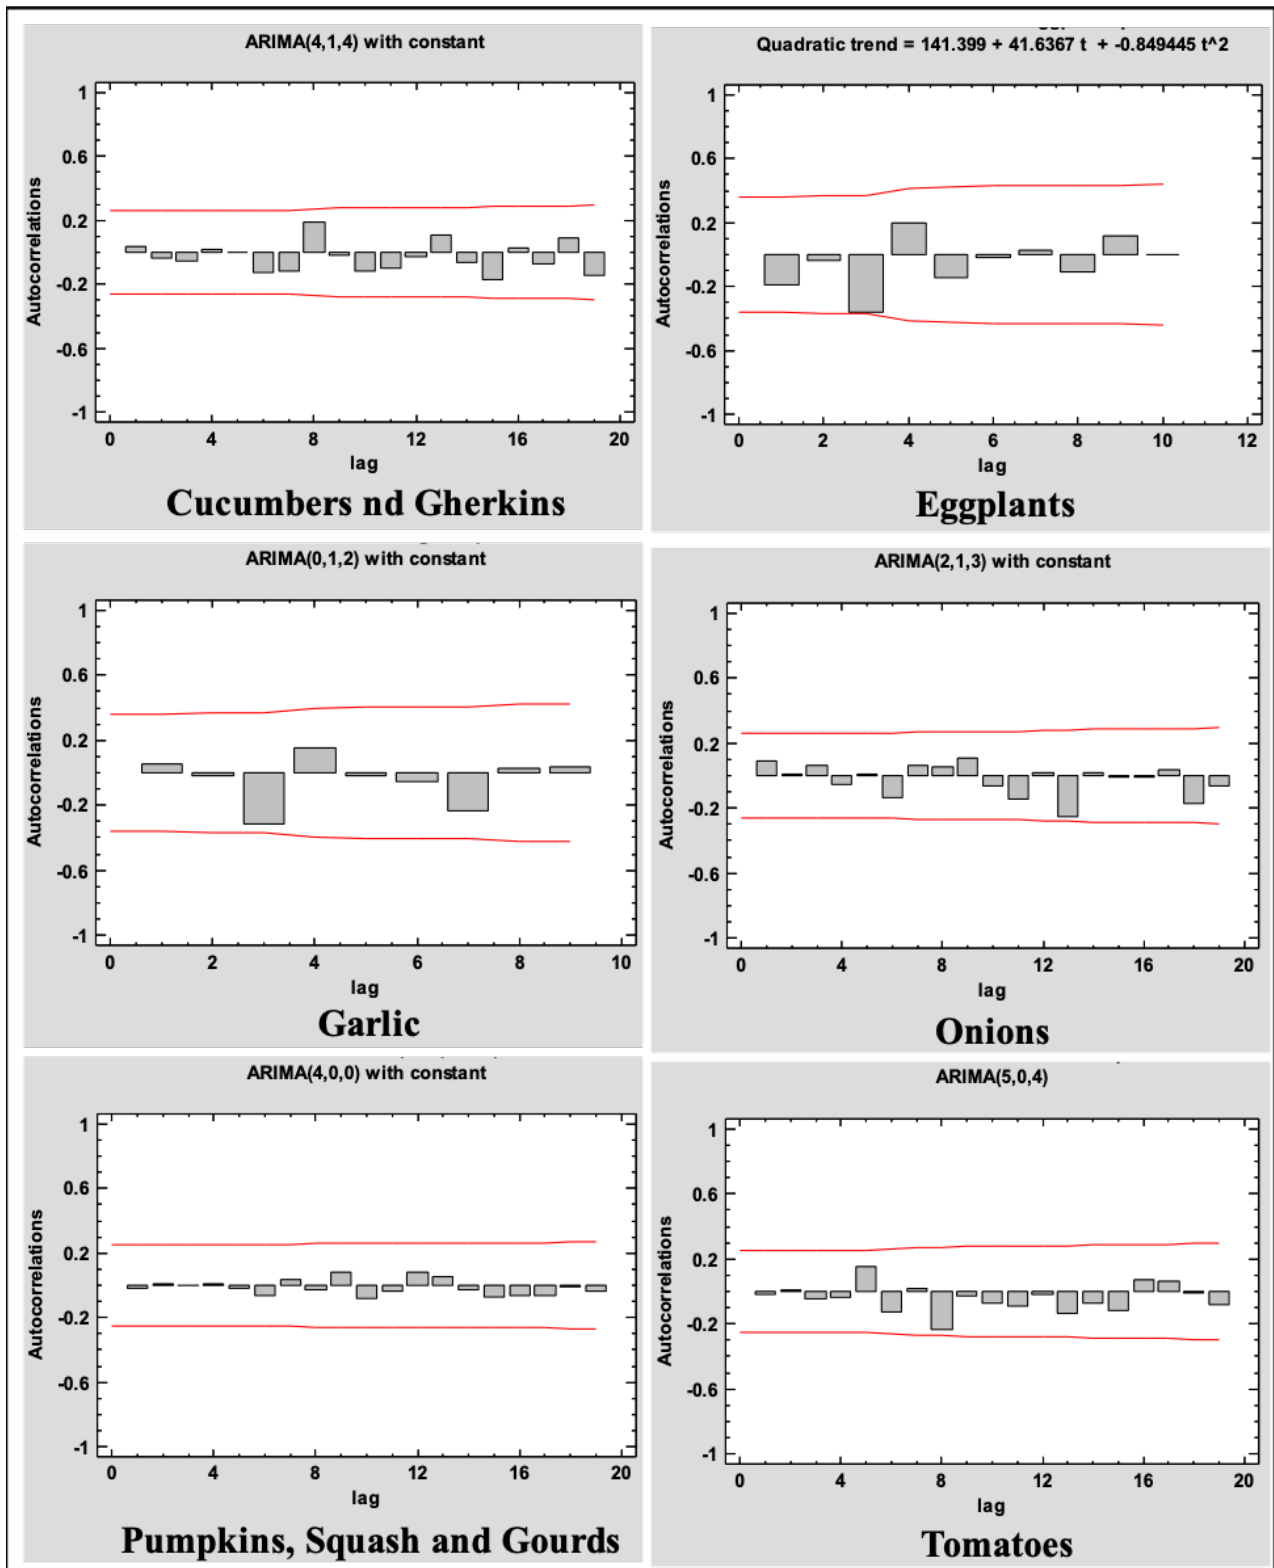 ARIMA(4,1,4) with constant
Autocorrelations
1
0.6
0.2
-0.2
-0.6
-1
0 4 8 12 16 20
lag
Cucumbers nd Gherkins
Quadratic trend = 141.399 + 41.6367 t + -0.849445 t^2
Autocorrelations
1
0.6
0.2
-0.2
-0.6
-1
0 2 4 6 8 10 12
lag
Eggplants
ARIMA(0,1,2) with constant
Autocorrelations
1
0.6
0.2
-0.2
-0.6
-1
0 2 4 6 8 10
lag
Garlic
ARIMA(2,1,3) with constant
Autocorrelations
1
0.6
0.2
-0.2
-0.6
-1
0 4 8 12 16 20
lag
Onions
ARIMA(4,0,0) with constant
Autocorrelations
1
0.6
0.2
-0.2
-0.6
-1
0 4 8 12 16 20
lag
Pumpkins, Squash and Gourds
ARIMA(5,0,4)
Autocorrelations
1
0.6
0.2
-0.2
-0.6
-1
0 4 8 12 16 20
lag
Tomatoes